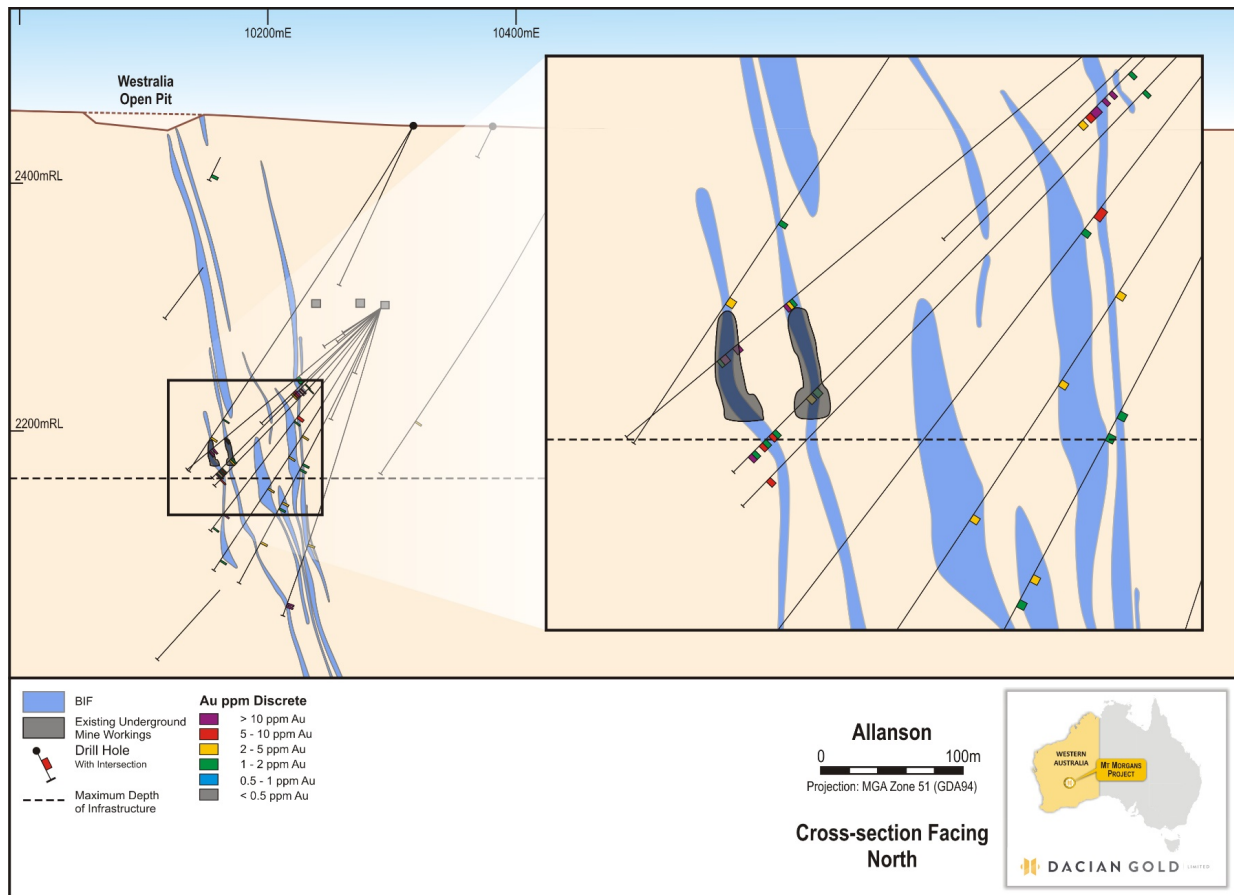 10200mE
10400mE
Westralia
Open Pit
2400mRL
2200mRL
BIF
Existing Underground
Mine Workings
Drill Hole
With Intersection
Maximum Depth
of Infrastructure
Au ppm Discrete
> 10 ppm Au
5 - 10 ppm Au
2 - 5 ppm Au
1 - 2 ppm Au
0.5 - 1 ppm Au
< 0.5 ppm Au
Allanson
0 100m
Projection: MGA Zone 51 (GDA94)
Cross-section Facing
North
WESTERN
AUSTRALIA
MT MORGANS
PROJECT
DACIAN GOLD LIMITED